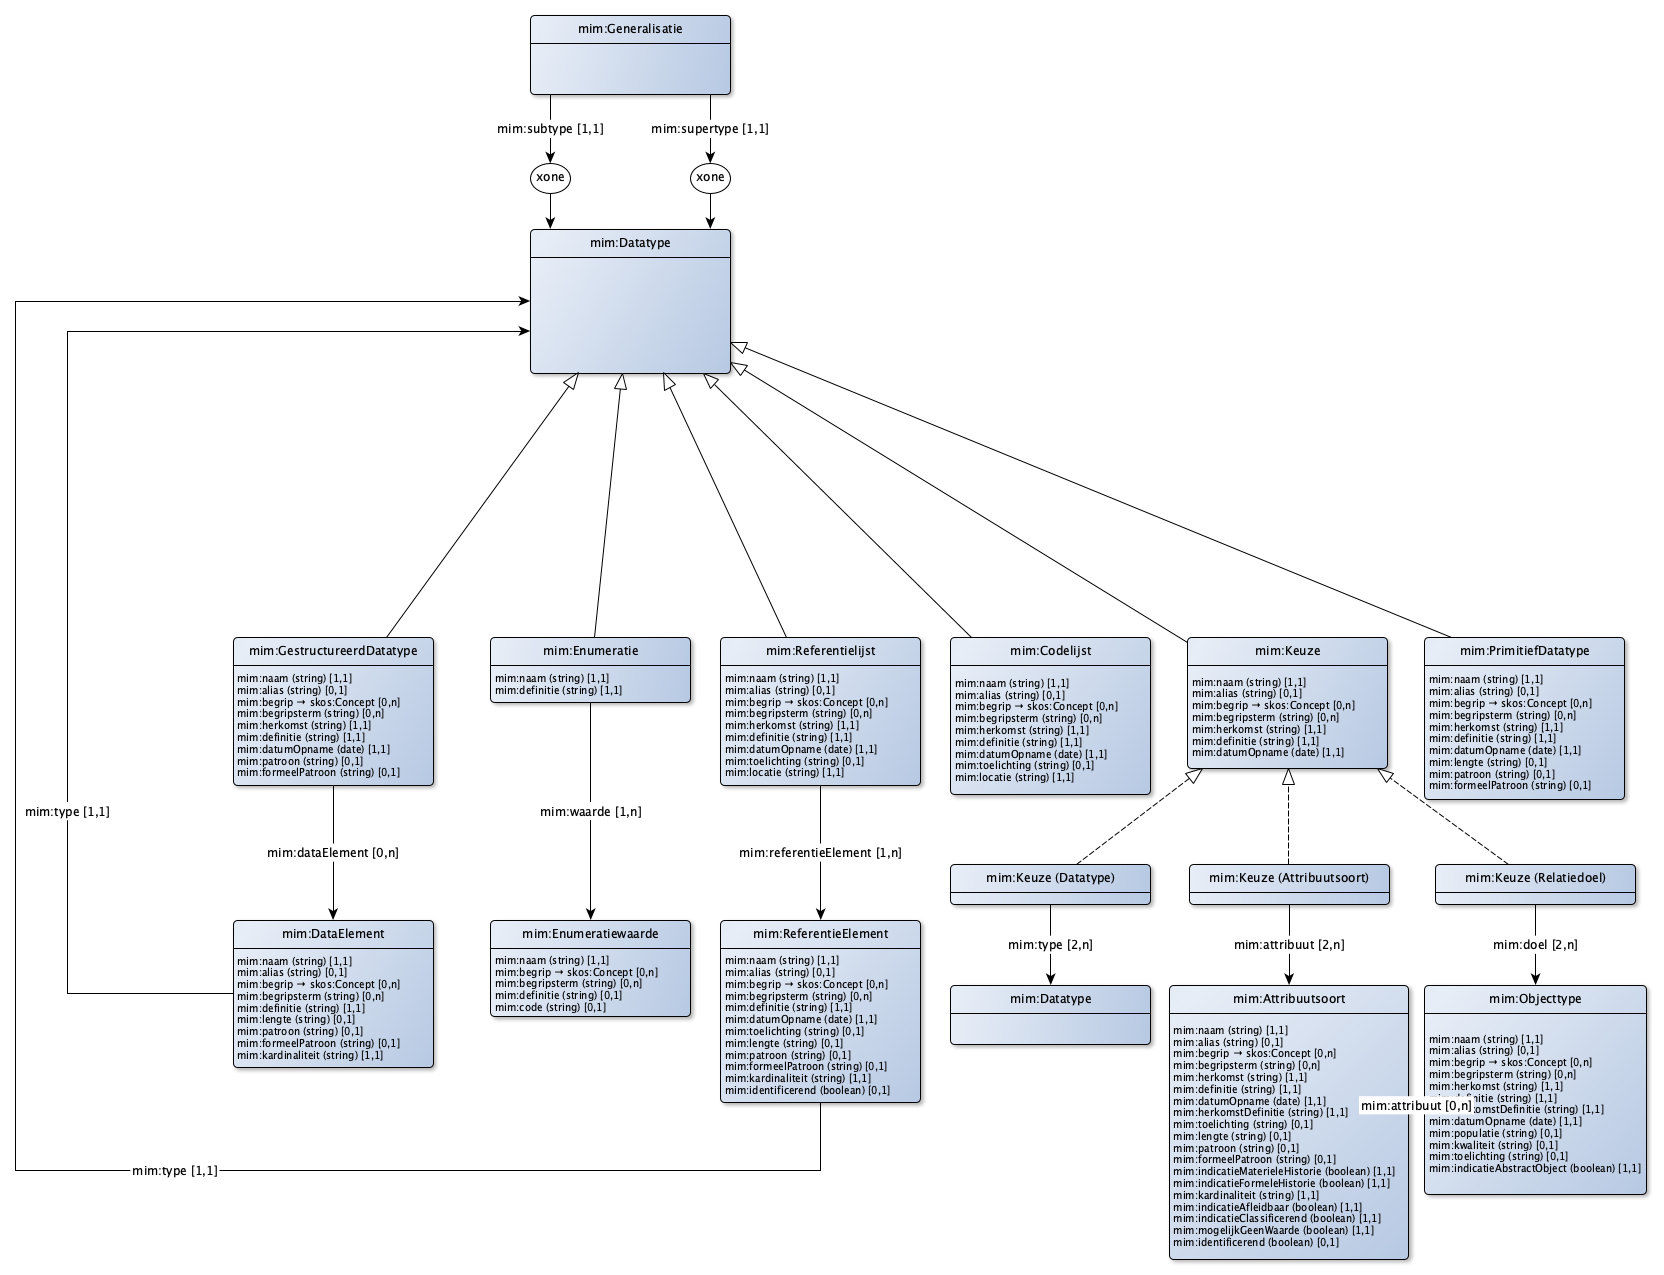 mim:Generalisatie
mim:subtype [1,1]
mim:supertype [1,1]
xone
xone
mim:Datatype
mim:GestructureerdDatatype
mim:naam (string) [1,1]
mim:alias (string) [0,1]
mim:begrip → skos:Concept [0,n]
mim:begripsterm (string) [0,n]
mim:herkomst (string) [1,1]
mim:definitie (string) [1,1]
mim:datumOpname (date) [1,1]
mim:patroon (string) [0,1]
mim:formeelPatroon (string) [0,1]
mim:Enumeratie
mim:naam (string) [1,1]
mim:definitie (string) [1,1]
mim:Referentielijst
mim:naam (string) [1,1]
mim:alias (string) [0,1]
mim:begrip → skos:Concept [0,n]
mim:begripsterm (string) [0,n]
mim:herkomst (string) [1,1]
mim:definitie (string) [1,1]
mim:datumOpname (date) [1,1]
mim:toelichting (string) [0,1]
mim:locatie (string) [1,1]
mim:Codelijst
mim:naam (string) [1,1]
mim:alias (string) [0,1]
mim:begrip → skos:Concept [0,n]
mim:begripsterm (string) [0,n]
mim:herkomst (string) [1,1]
mim:definitie (string) [1,1]
mim:datumOpname (date) [1,1]
mim:toelichting (string) [0,1]
mim:locatie (string) [1,1]
mim:Keuze
mim:naam (string) [1,1]
mim:alias (string) [0,1]
mim:begrip → skos:Concept [0,n]
mim:begripsterm (string) [0,n]
mim:herkomst (string) [1,1]
mim:definitie (string) [1,1]
mim:datumOpname (date) [1,1]
mim:PrimitiefDatatype
mim:naam (string) [1,1]
mim:alias (string) [0,1]
mim:begrip → skos:Concept [0,n]
mim:begripsterm (string) [0,n]
mim:herkomst (string) [1,1]
mim:definitie (string) [1,1]
mim:datumOpname (date) [1,1]
mim:lengte (string) [0,1]
mim:patroon (string) [0,1]
mim:formeelPatroon (string) [0,1]
mim:type [1,1]
mim:dataElement [0,n]
mim:waarde [1,n]
mim:referentieElement [1,n]
mim:Keuze (Datatype)
mim:Keuze (Attribuutsoort)
mim:Keuze (Relatiedoel)
mim:type [2,n]
mim:attribuut [2,n]
mim:doel [2,n]
mim:DataElement
mim:naam (string) [1,1]
mim:alias (string) [0,1]
mim:begrip → skos:Concept [0,n]
mim:begripsterm (string) [0,n]
mim:definitie (string) [1,1]
mim:lengte (string) [0,1]
mim:patroon (string) [0,1]
mim:formeelPatroon (string) [0,1]
mim:kardinaliteit (string) [1,1]
mim:Enumeratiewaarde
mim:naam (string) [1,1]
mim:begrip → skos:Concept [0,n]
mim:begripsterm (string) [0,n]
mim:definitie (string) [0,1]
mim:code (string) [0,1]
mim:ReferentieElement
mim:naam (string) [1,1]
mim:alias (string) [0,1]
mim:begrip → skos:Concept [0,n]
mim:begripsterm (string) [0,n]
mim:definitie (string) [1,1]
mim:datumOpname (date) [1,1]
mim:toelichting (string) [0,1]
mim:lengte (string) [0,1]
mim:patroon (string) [0,1]
mim:formeelPatroon (string) [0,1]
mim:kardinaliteit (string) [1,1]
mim:identificerend (boolean) [0,1]
mim:Datatype
mim:Attribuutsoort
mim:naam (string) [1,1]
mim:alias (string) [0,1]
mim:begrip → skos:Concept [0,n]
mim:begripsterm (string) [0,n]
mim:herkomst (string) [1,1]
mim:definitie (string) [1,1]
mim:datumOpname (date) [1,1]
mim:herkomstDefinitie (string) [1,1]
mim:toelichting (string) [0,1]
mim:lengte (string) [0,1]
mim:patroon (string) [0,1]
mim:formeelPatroon (string) [0,1]
mim:indicatieMaterieleHistorie (boolean) [1,1]
mim:indicatieFormeleHistorie (boolean) [1,1]
mim:kardinaliteit (string) [1,1]
mim:indicatieAfleidbaar (boolean) [1,1]
mim:indicatieClassificerend (boolean) [1,1]
mim:mogelijkGeenWaarde (boolean) [1,1]
mim:identificerend (boolean) [0,1]
mim:attribuut [0,n]
mim:Objecttype
mim:naam (string) [1,1]
mim:alias (string) [0,1]
mim:begrip → skos:Concept [0,n]
mim:begripsterm (string) [0,n]
mim:herkomst (string) [1,1]
(string) [1,1]
(string) [1,1]
mim:datumOpname (date) [1,1]
mim:populatie (string) [0,1]
mim:kwaliteit (string) [0,1]
mim:toelichting (string) [0,1]
mim:indicatieAbstractObject (boolean) [1,1]
mim:type [1,1]